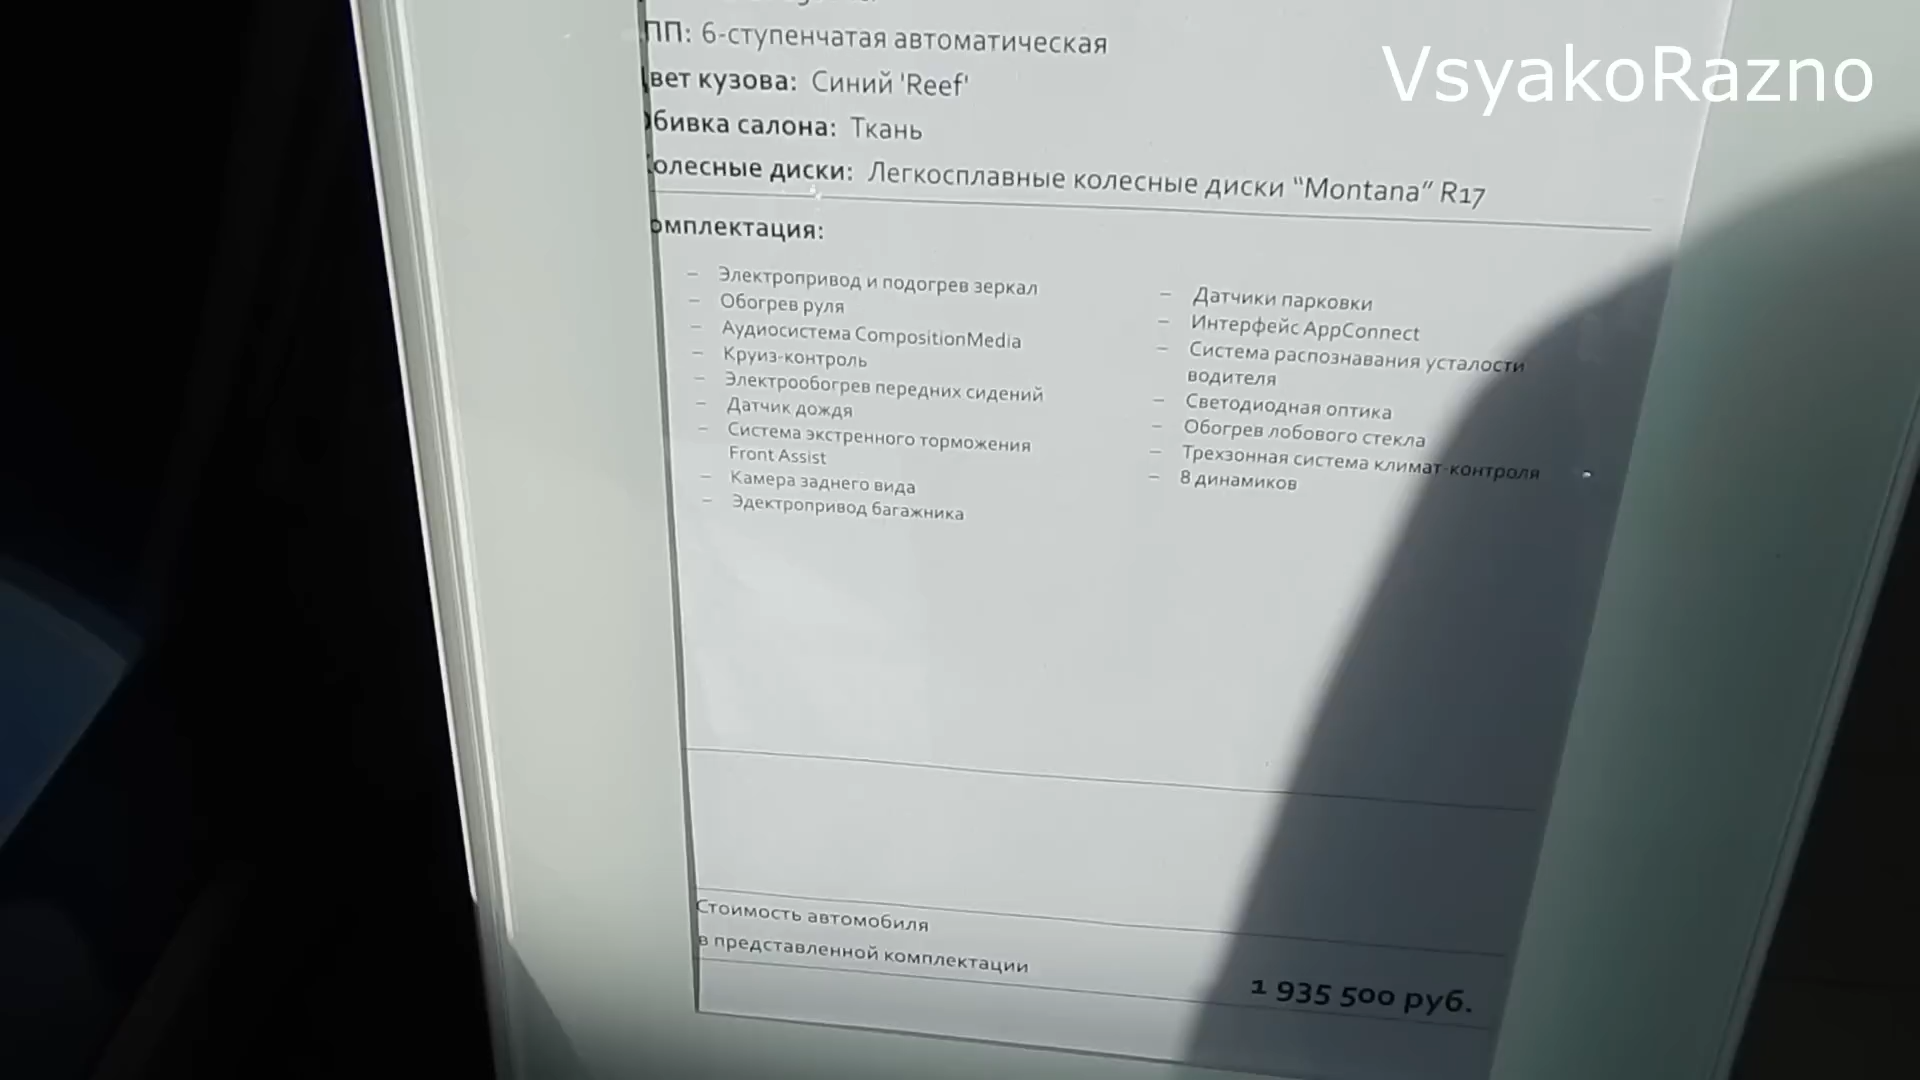 VsyakoRazno
ПП: 6-ступенчатая автоматическая
вет кузова: Синий 'Reef'
бивка салона: Ткань
олесные диски: Легкосплавные колесные диски “Montana” R17
омплектация:
– Электропривод и подогрев зеркал
– Обогрев руля
– Аудиосистема CompositionMedia
– Круиз-контроль
– Электрообогрев передних сидений
– Датчик дождя
– Система экстренного торможения
Front Assist
– Камера заднего вида
– Эдектропривод багажника
– Датчики парковки
– Интерфейс AppConnect
– Система распознавания усталости
водителя
– Светодиодная оптика
– Обогрев лобового стекла
– Трехзонная система климат-контроля
– 8 динамиков
Стоимость автомобиля
в представленной комплектации
1 935 500 руб.